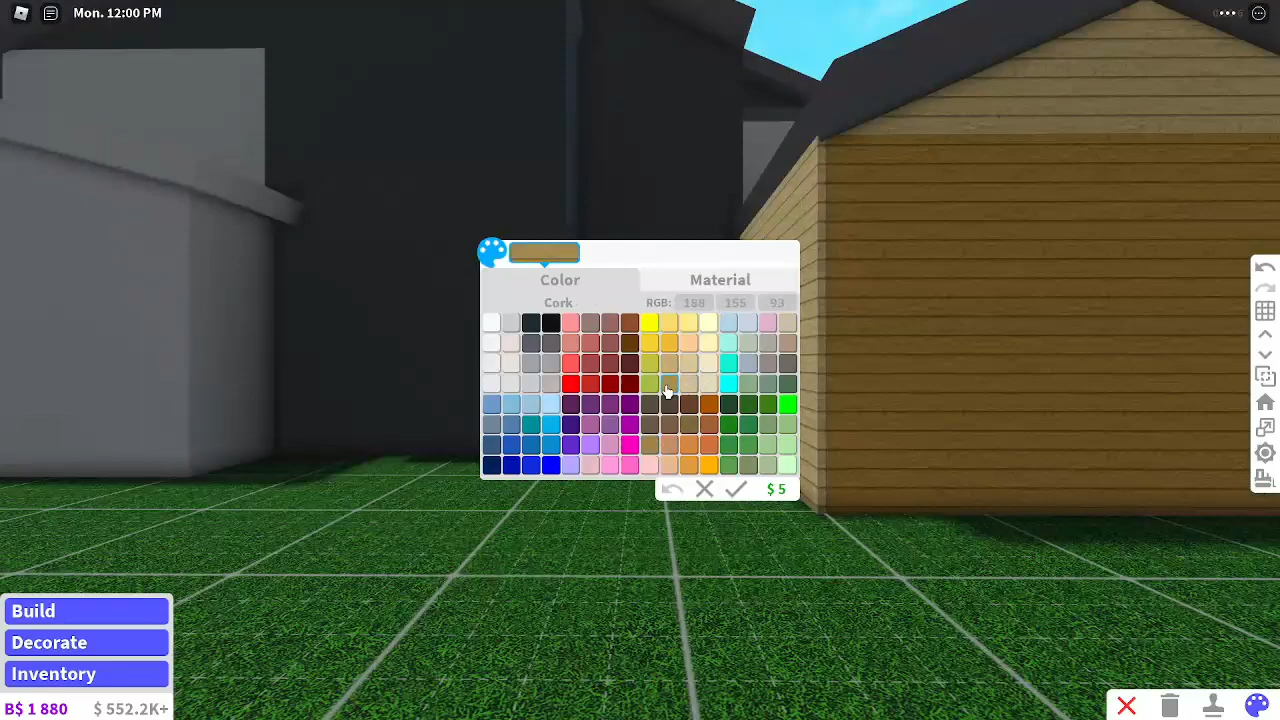 Mon. 12:00 PM
Color
Material
Cork
RGB: 188 155 93
$ 5
Build
Decorate
Inventory
B$ 1 880 $ 552.2K+